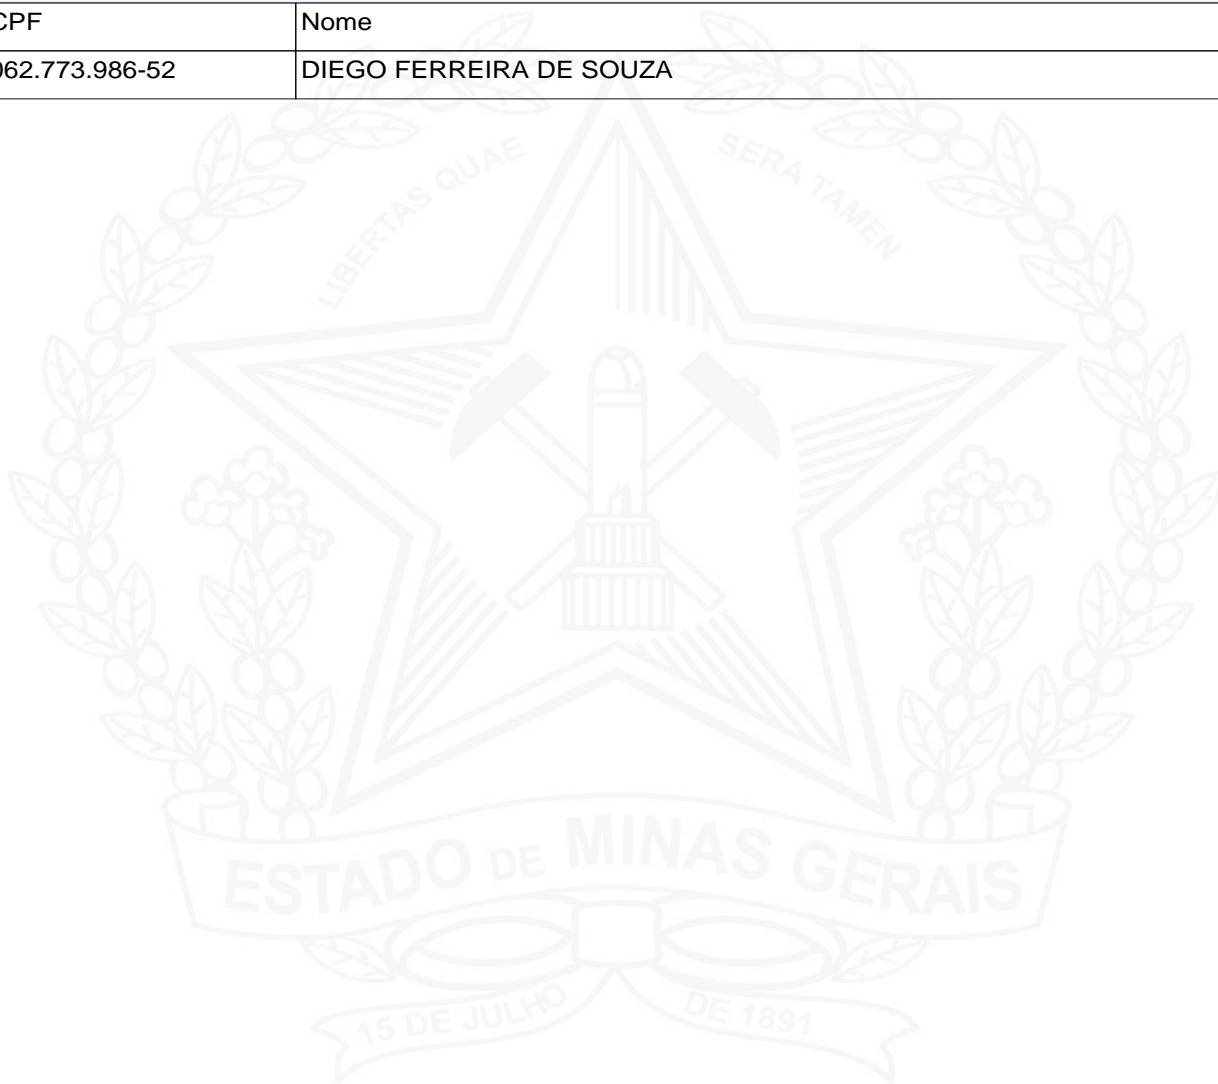 CPF Nome
062.773.986-52 DIEGO FERREIRA DE SOUZA
LIBERTAS QUAE SERA TAMEN
ESTADO DE MINAS GERAIS
15 DE JULHO DE 1891